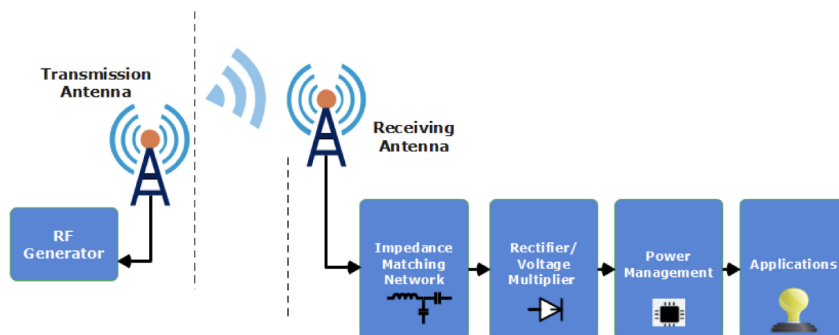 Transmission
Antenna
Receiving
Antenna
RF
Generator
Impedance
Matching
Network
Rectifier/
Voltage
Multiplier
Power
Management
Applications